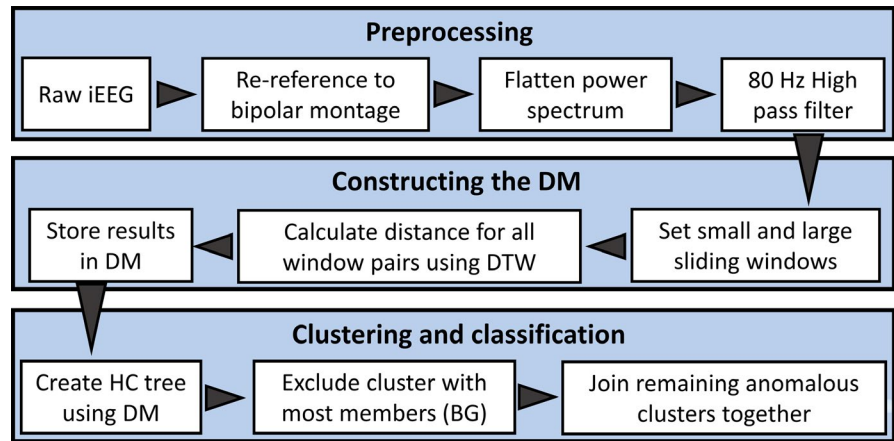 Preprocessing
Raw iEEG
Re-reference to
bipolar montage
Flatten power
spectrum
80 Hz High
pass filter
Constructing the DM
Store results
in DM
Calculate distance for all
window pairs using DTW
Set small and large
sliding windows
Clustering and classification
Create HC tree
using DM
Exclude cluster with
most members (BG)
Join remaining anomalous
clusters together